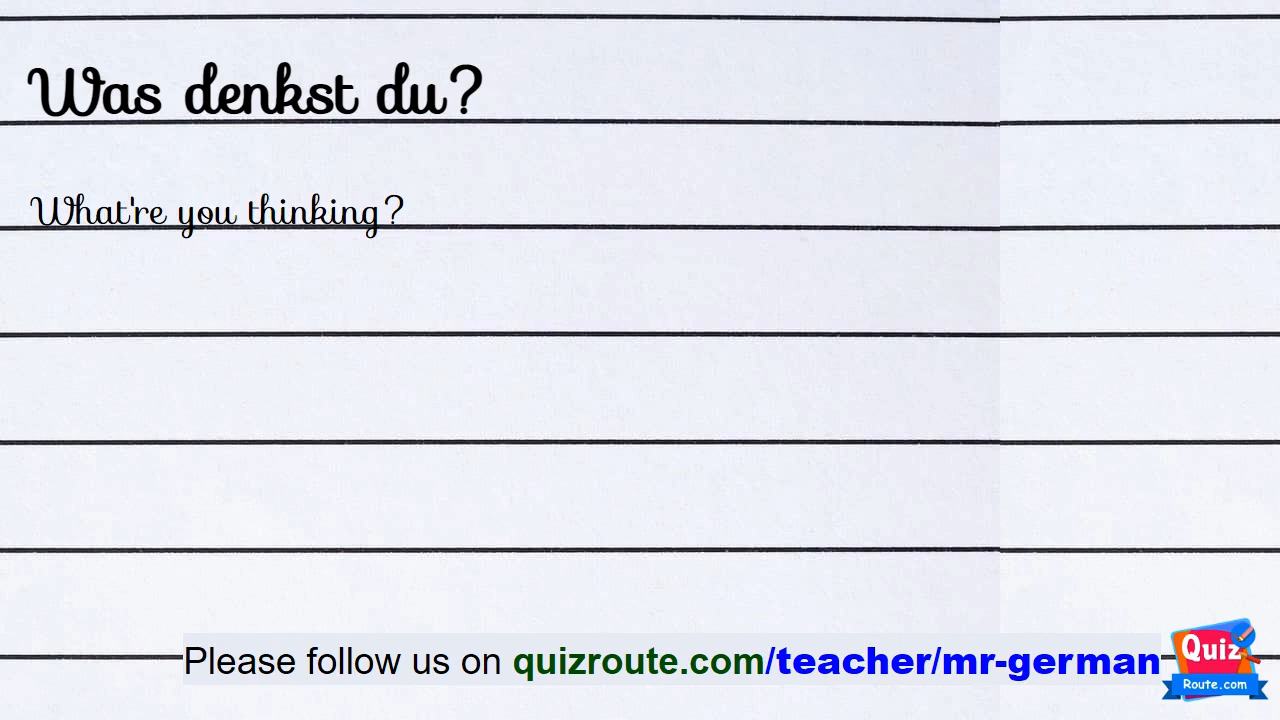 Was denkst du?
What're you thinking?
Please follow us on quizroute.com/teacher/mr-german
Quiz
Route.com